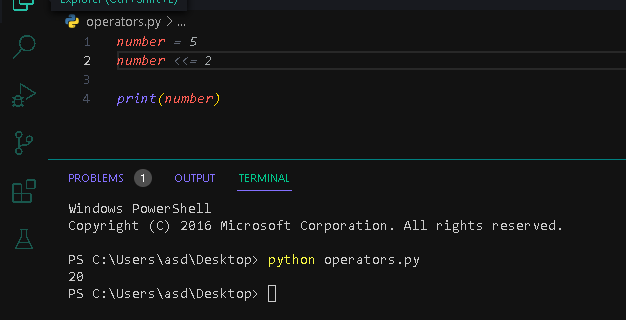 Explorer (Ctrl+Shift+E)
operators.py > ...
1 number = 5
2 number <<= 2
3
4 print(number)
PROBLEMS 1 OUTPUT TERMINAL
Windows PowerShell
Copyright (C) 2016 Microsoft Corporation. All rights reserved.
PS C:\Users\asd\Desktop> python operators.py
20
PS C:\Users\asd\Desktop>